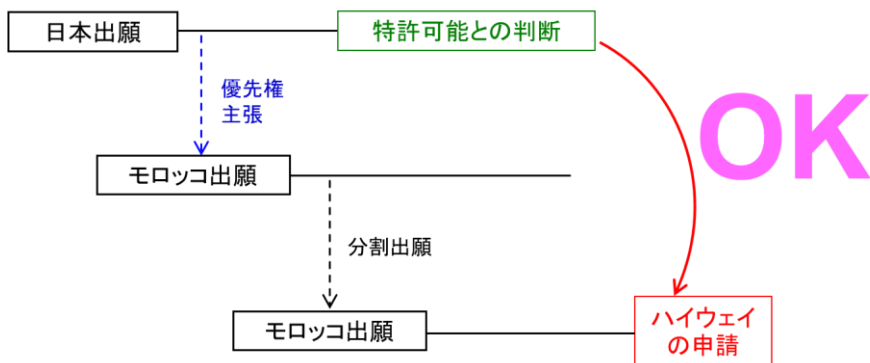 日本出願
特許可能との判断
優先権
主張
OK
モロッコ出願
分割出願
モロッコ出願
ハイウェイ
の申請